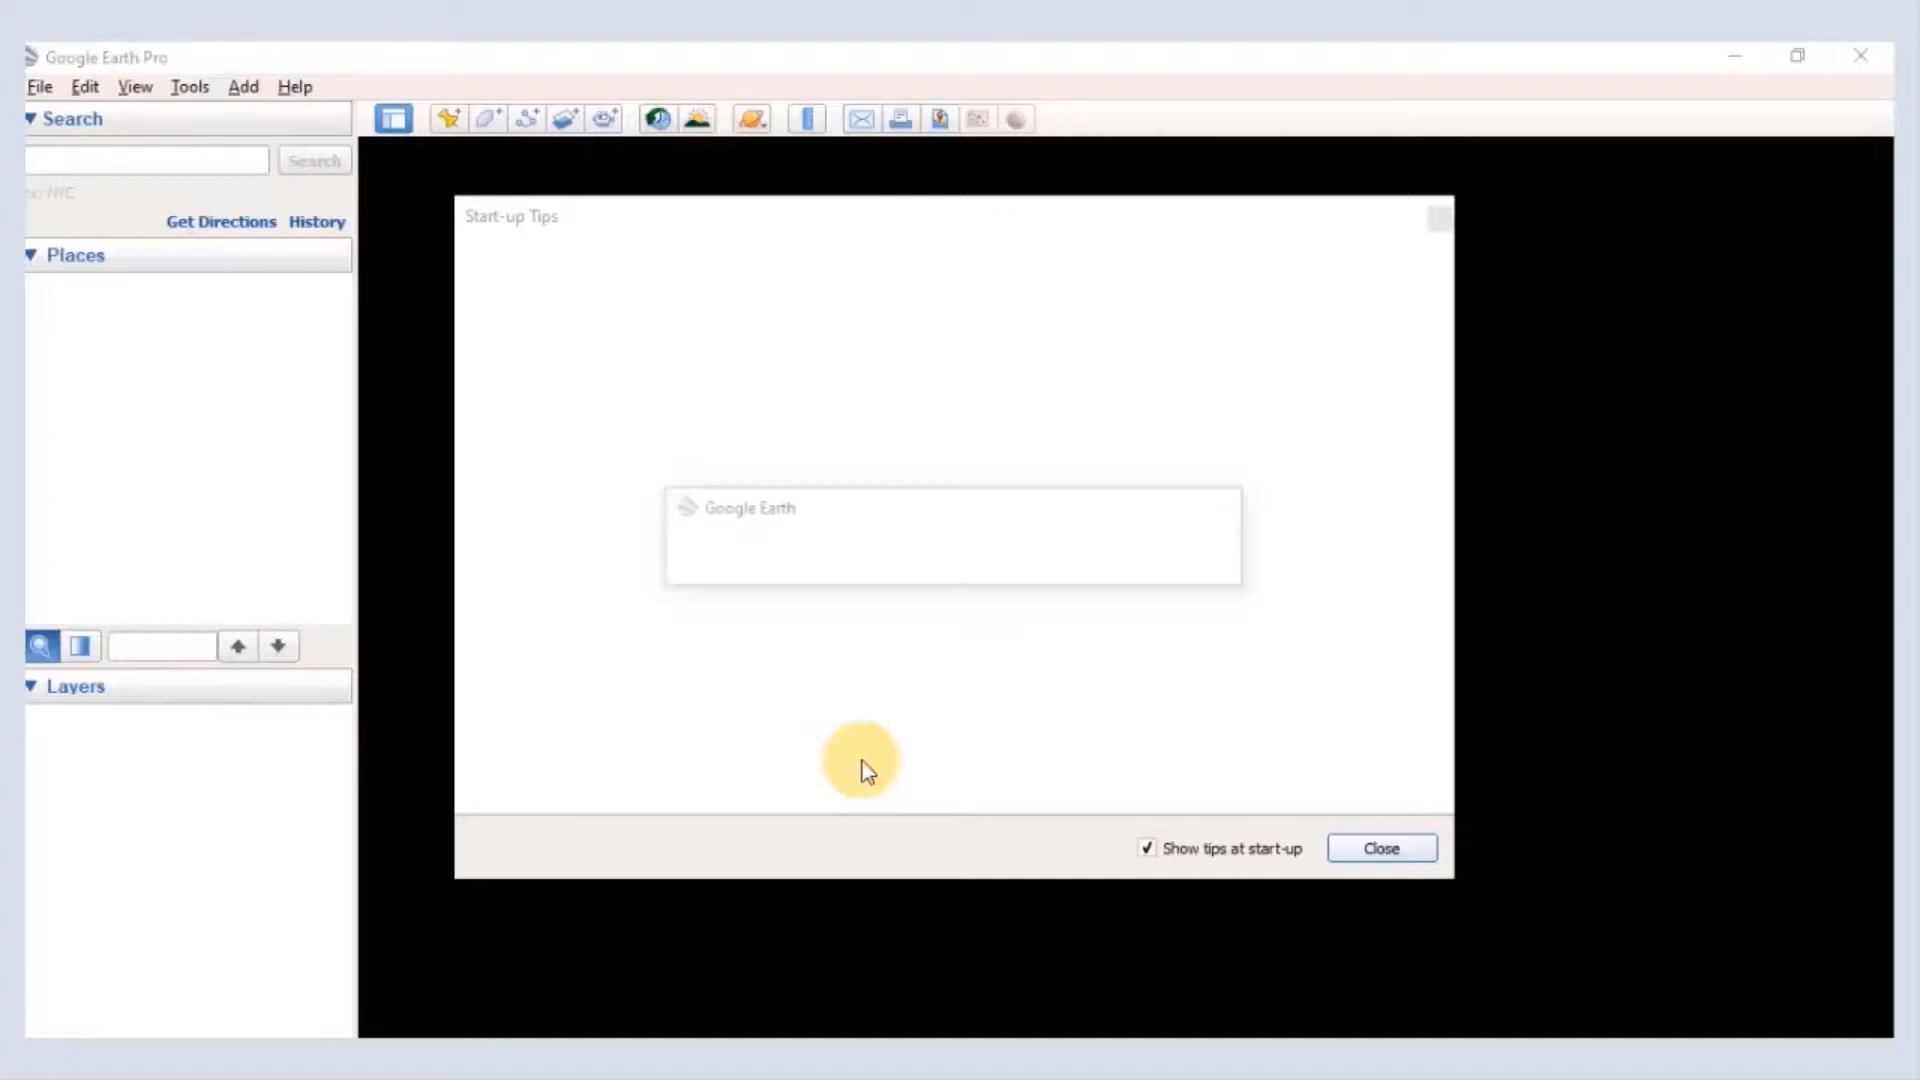 Google Earth Pro
File Edit View Tools Add Help
Search
Search
NYC
Get Directions History
Places
Layers
Start-up Tips
Google Earth
Show tips at start-up
Close